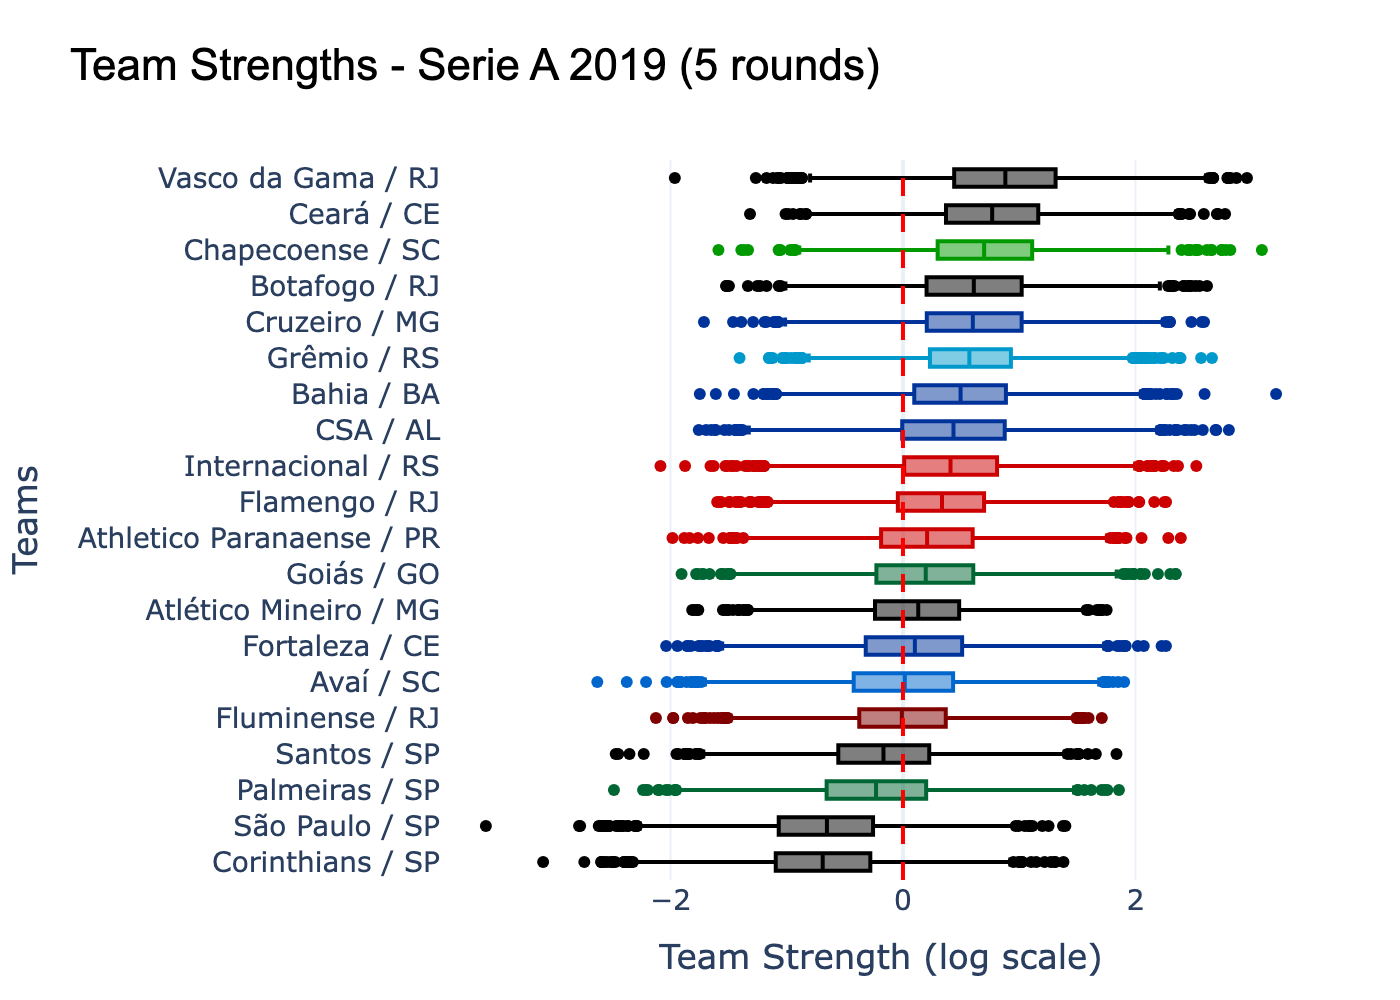 Team Strengths - Serie A 2019 (5 rounds)
Vasco da Gama / RJ
Ceará / CE
Chapecoense / SC
Botafogo / RJ
Cruzeiro / MG
Grêmio / RS
Bahia / BA
CSA / AL
Internacional / RS
Flamengo / RJ
Athletico Paranaense / PR
Goiás / GO
Atlético Mineiro / MG
Fortaleza / CE
Avaí / SC
Fluminense / RJ
Santos / SP
Palmeiras / SP
São Paulo / SP
Corinthians / SP
Teams
−2 0 2
Team Strength (log scale)